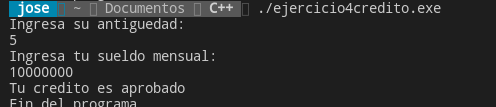 jose ~ Documentos C++ ./ejercicio4credito.exe
Ingresa su antiguedad:
5
Ingresa tu sueldo mensual:
10000000
Tu credito es aprobado
Fin del programa